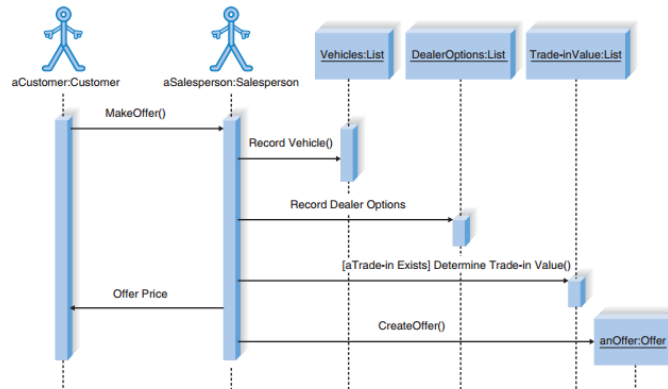 aCustomer:Customer
aSalesperson:Salesperson
Vehicles:List
DealerOptions:List
Trade-inValue:List
MakeOffer()
Record Vehicle()
Record Dealer Options
[aTrade-in Exists] Determine Trade-in Value()
Offer Price
CreateOffer()
anOffer:Offer